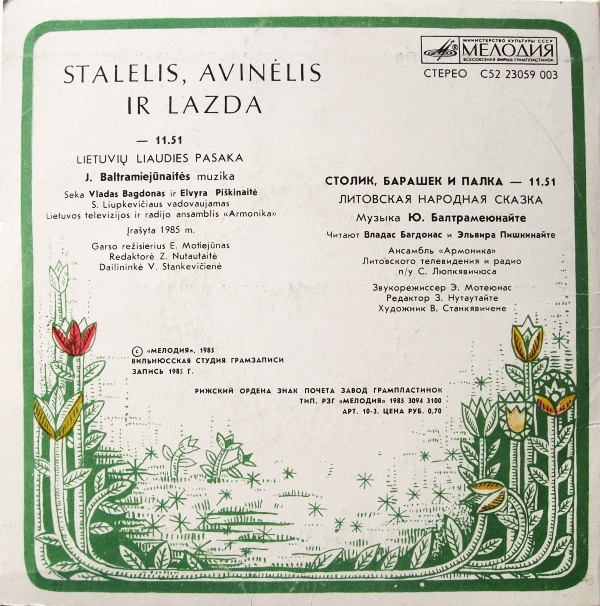 STALELIS, AVINĖLIS
IR LAZDA
— 11.51
LIETUVIŲ LIAUDIES PASAKA
J. Baltramiejūnaitės muzika
Seka Vladas Bagdonas ir Elvyra Piškinaitė
S. Liupkevičiaus vadovaujamas
Lietuvos televizijos ir radijo ansamblis «Armonika»
Įrašyta 1985 m.
Garso režisierius E. Motiejūnas
Redaktorė Z. Nutautaitė
Dailininkė V. Stankevičienė
МИНИСТЕРСТВО КУЛЬТУРЫ СССР
МЕЛОДИЯ
ВСЕСОЮЗНАЯ ФИРМА ГРАМПЛАСТИНОК
СТЕРЕО С52 23059 003
СТОЛИК, БАРАШЕК И ПАЛКА — 11.51
ЛИТОВСКАЯ НАРОДНАЯ СКАЗКА
Музыка Ю. Балтрамеюнайте
Читают Владас Багдонас и Эльвира Пишкинайте
Ансамбль «Армоника»
Литовского телевидения и радио
п/у С. Люпкявичюса
Звукорежиссер Э. Мотеюнас
Редактор З. Нутаутайте
Художник В. Станкявичене
© «МЕЛОДИЯ», 1985
ВИЛЬНЮССКАЯ СТУДИЯ ГРАМЗАПИСИ
ЗАПИСЬ 1985 Г.
РИЖСКИЙ ОРДЕНА ЗНАК ПОЧЕТА ЗАВОД ГРАМПЛАСТИНОК
ТИП. РЗГ «МЕЛОДИЯ» 1985 3094 3100
АРТ. 10-3. ЦЕНА РУБ. 0,70